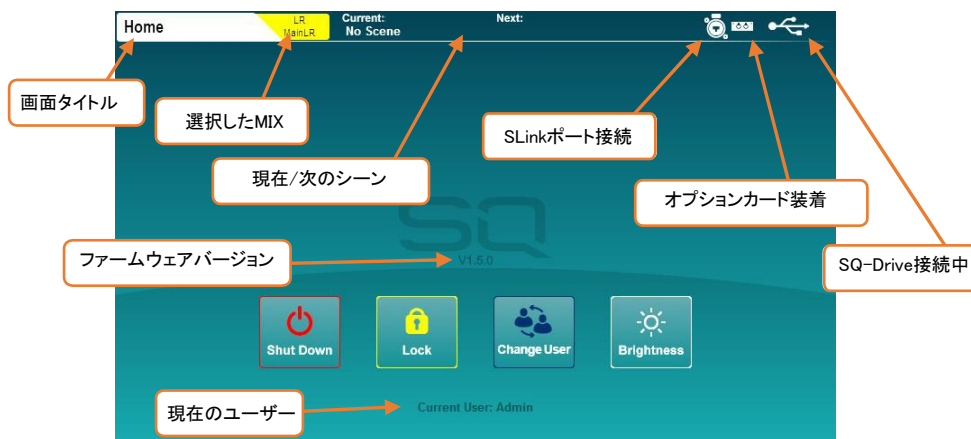 Home
LR
MainLR
Current:
No Scene
Next:
画面タイトル
選択したMIX
SLinkポート接続
現在/次のシーン
オプションカード装着
SQ
ファームウェアバージョン
V1.5.0
SQ-Drive接続中
Shut Down
Lock
Change User
Brightness
現在のユーザー
Current User: Admin